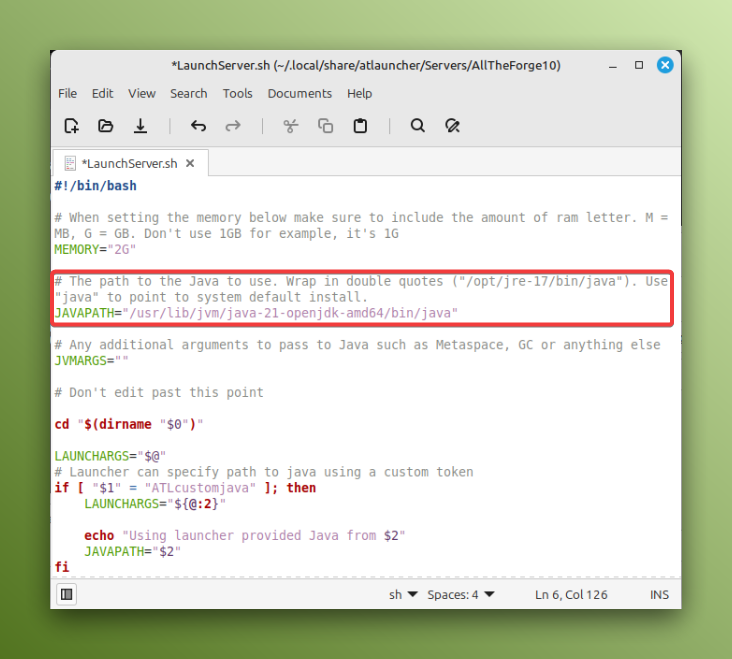 *LaunchServer.sh (~/.local/share/atlauncher/Servers/AllTheForge10)
File Edit View Search Tools Documents Help
*LaunchServer.sh
#!/bin/bash
# When setting the memory below make sure to include the amount of ram letter. M =
MB, G = GB. Don't use 1GB for example, it's 1G
MEMORY="2G"
# The path to the Java to use. Wrap in double quotes ("/opt/jre-17/bin/java"). Use
"java" to point to system default install.
JAVAPATH="/usr/lib/jvm/java-21-openjdk-amd64/bin/java"
# Any additional arguments to pass to Java such as Metaspace, GC or anything else
JVMARGS=""
# Don't edit past this point
cd "$(dirname "$0")"
LAUNCHARGS="$@"
# Launcher can specify path to java using a custom token
if [ "$1" = "ATLcustomjava" ]; then
    LAUNCHARGS="${@:2}"
    echo "Using launcher provided Java from $2"
    JAVAPATH="$2"
fi
sh Spaces: 4 Ln 6, Col 126 INS